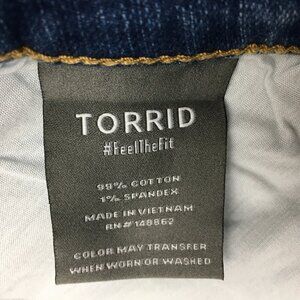 TORRID
#FeelTheFit
99% COTTON
1% SPANDEX
MADE IN VIETNAM
RN# 148862
COLOR MAY TRANSFER
WHEN WORN OR WASHED